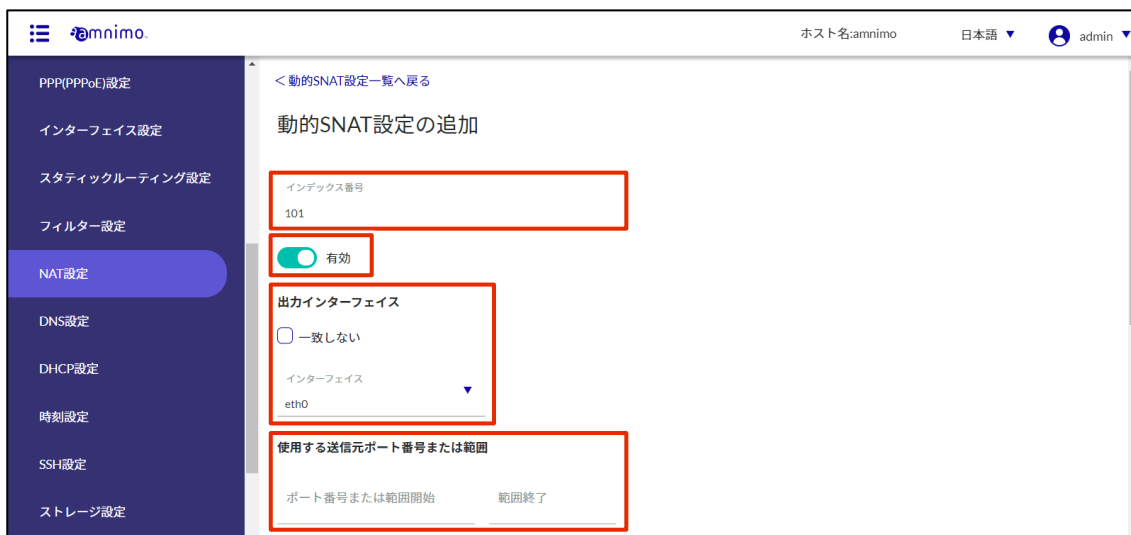 amnimo.
ホスト名:amnimo
日本語 ▼
admin ▼
PPP(PPPoE)設定
インターフェイス設定
スタティックルーティング設定
フィルター設定
NAT設定
DNS設定
DHCP設定
時刻設定
SSH設定
ストレージ設定
＜動的SNAT設定一覧へ戻る
動的SNAT設定の追加
インデックス番号
101
有効
出力インターフェイス
一致しない
インターフェイス
eth0
使用する送信元ポート番号または範囲
ポート番号または範囲開始 範囲終了